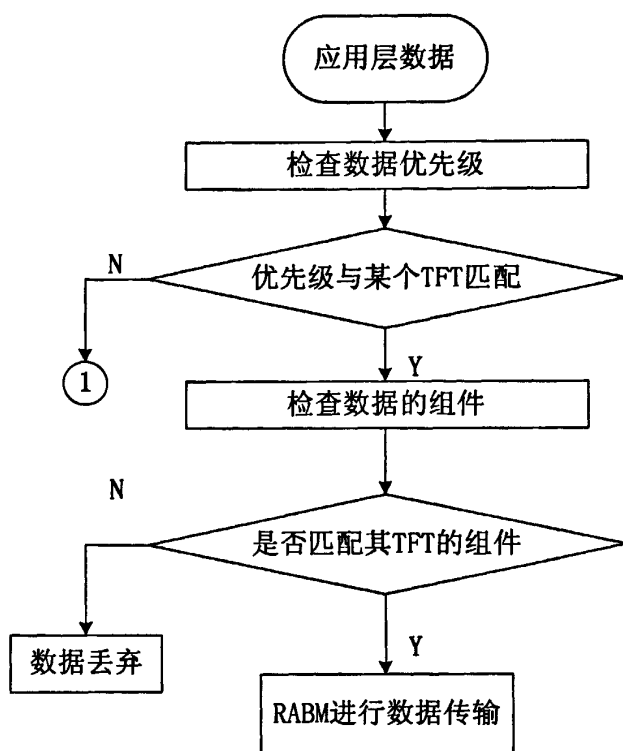 应用层数据
检查数据优先级
N
优先级与某个TFT匹配
1
Y
检查数据的组件
N
是否匹配其TFT的组件
数据丢弃
Y
RABM进行数据传输